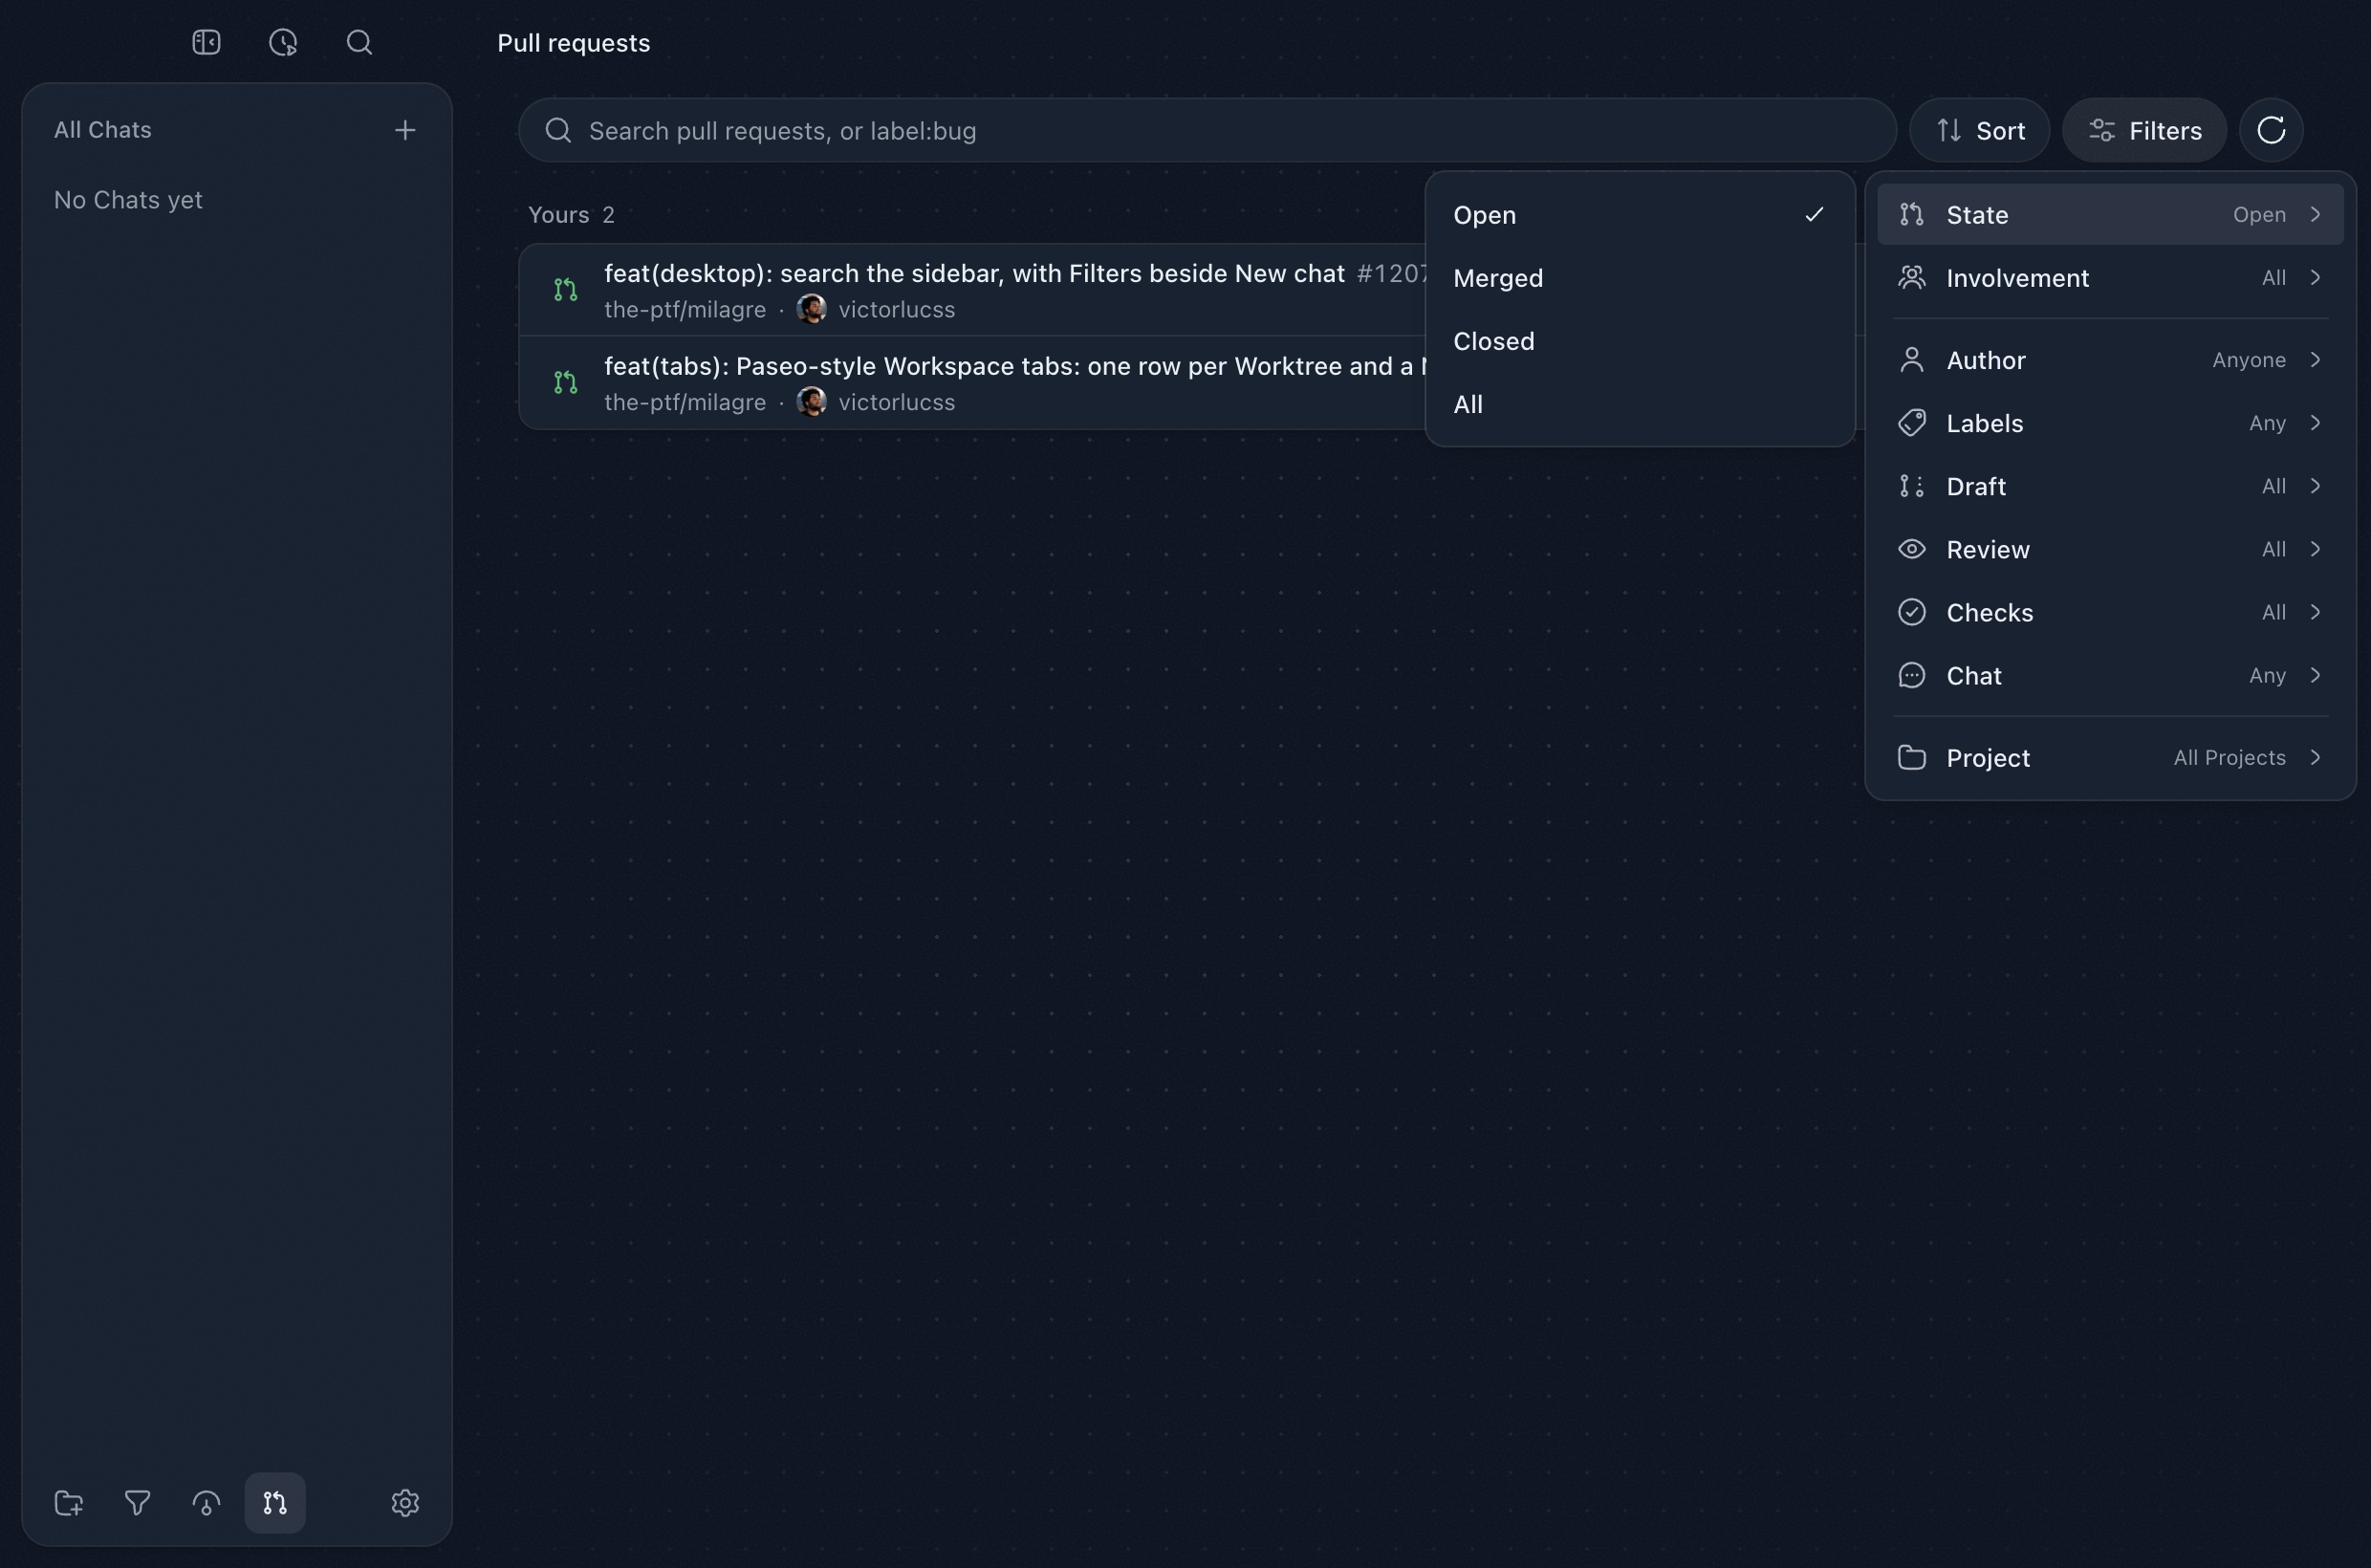 Pull requests
All Chats
No Chats yet
Search pull requests, or label:bug
Sort
Filters
Yours 2
feat(desktop): search the sidebar, with Filters beside New chat #1207
the-ptf/milagre · victorlucss
feat(tabs): Paseo-style Workspace tabs: one row per Worktree and a
the-ptf/milagre · victorlucss
Open
Merged
Closed
All
State Open
Involvement All
Author Anyone
Labels Any
Draft All
Review All
Checks All
Chat Any
Project All Projects